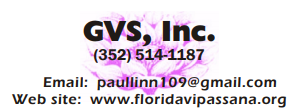 GVS, Inc.
(352) 514-1187
Email: paullinn109@gmail.com
Web site: www.floridavipassana.org